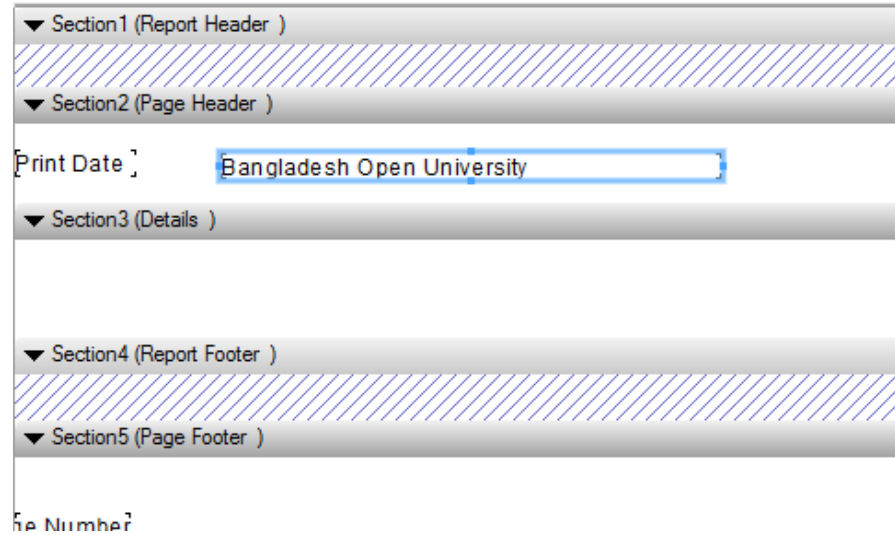 Section1 (Report Header )
Section2 (Page Header )
Print Date Bangladesh Open University
Section3 (Details )
Section4 (Report Footer )
Section5 (Page Footer )
Number